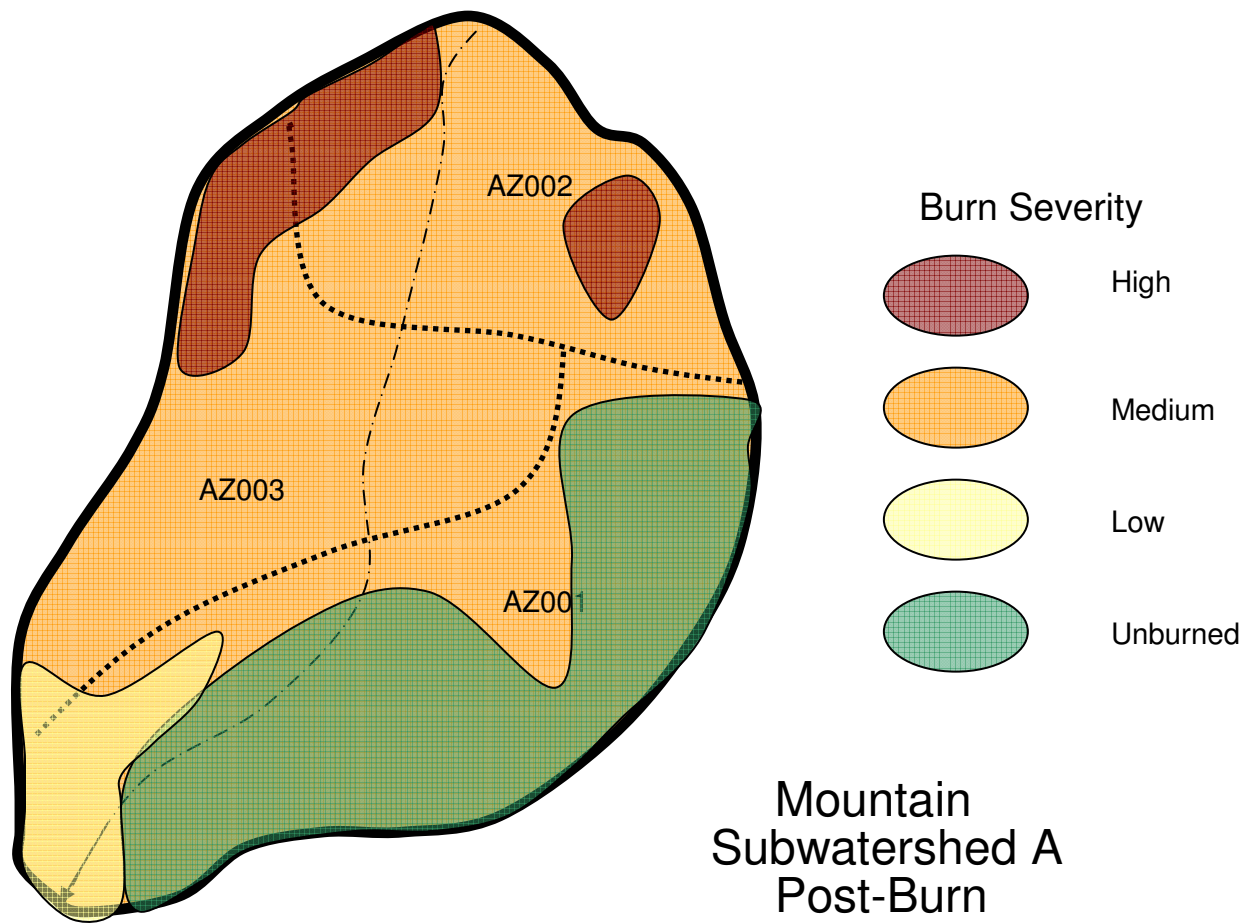 AZ002
AZ003
AZ001
Burn Severity
High
Medium
Low
Unburned
Mountain
Subwatershed A
Post-Burn